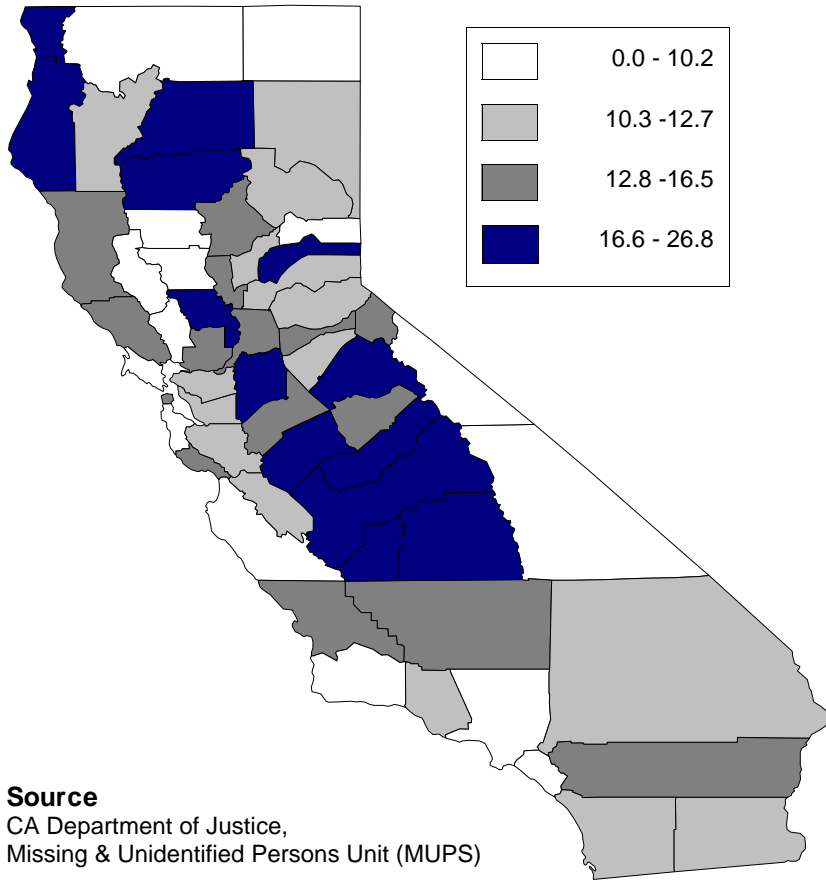 0.0 - 10.2
10.3 -12.7
12.8 -16.5
16.6 - 26.8
Source
CA Department of Justice,
Missing & Unidentified Persons Unit (MUPS)